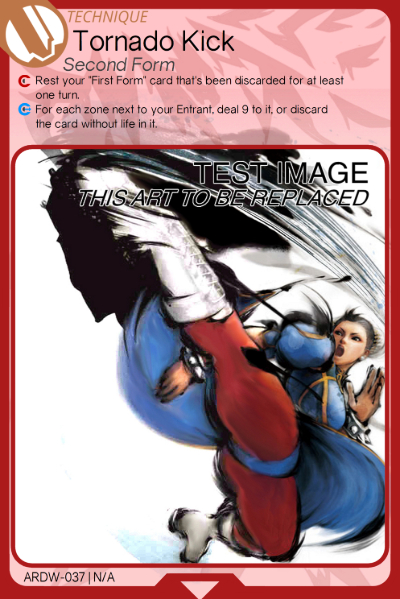 TECHNIQUE
Tornado Kick
Second Form
C Rest your "First Form" card that's been discarded for at least
one turn.
E For each zone next to your Entrant, deal 9 to it, or discard
the card without life in it.
TEST IMAGE
THIS ART TO BE REPLACED
ARDW-037 | N/A